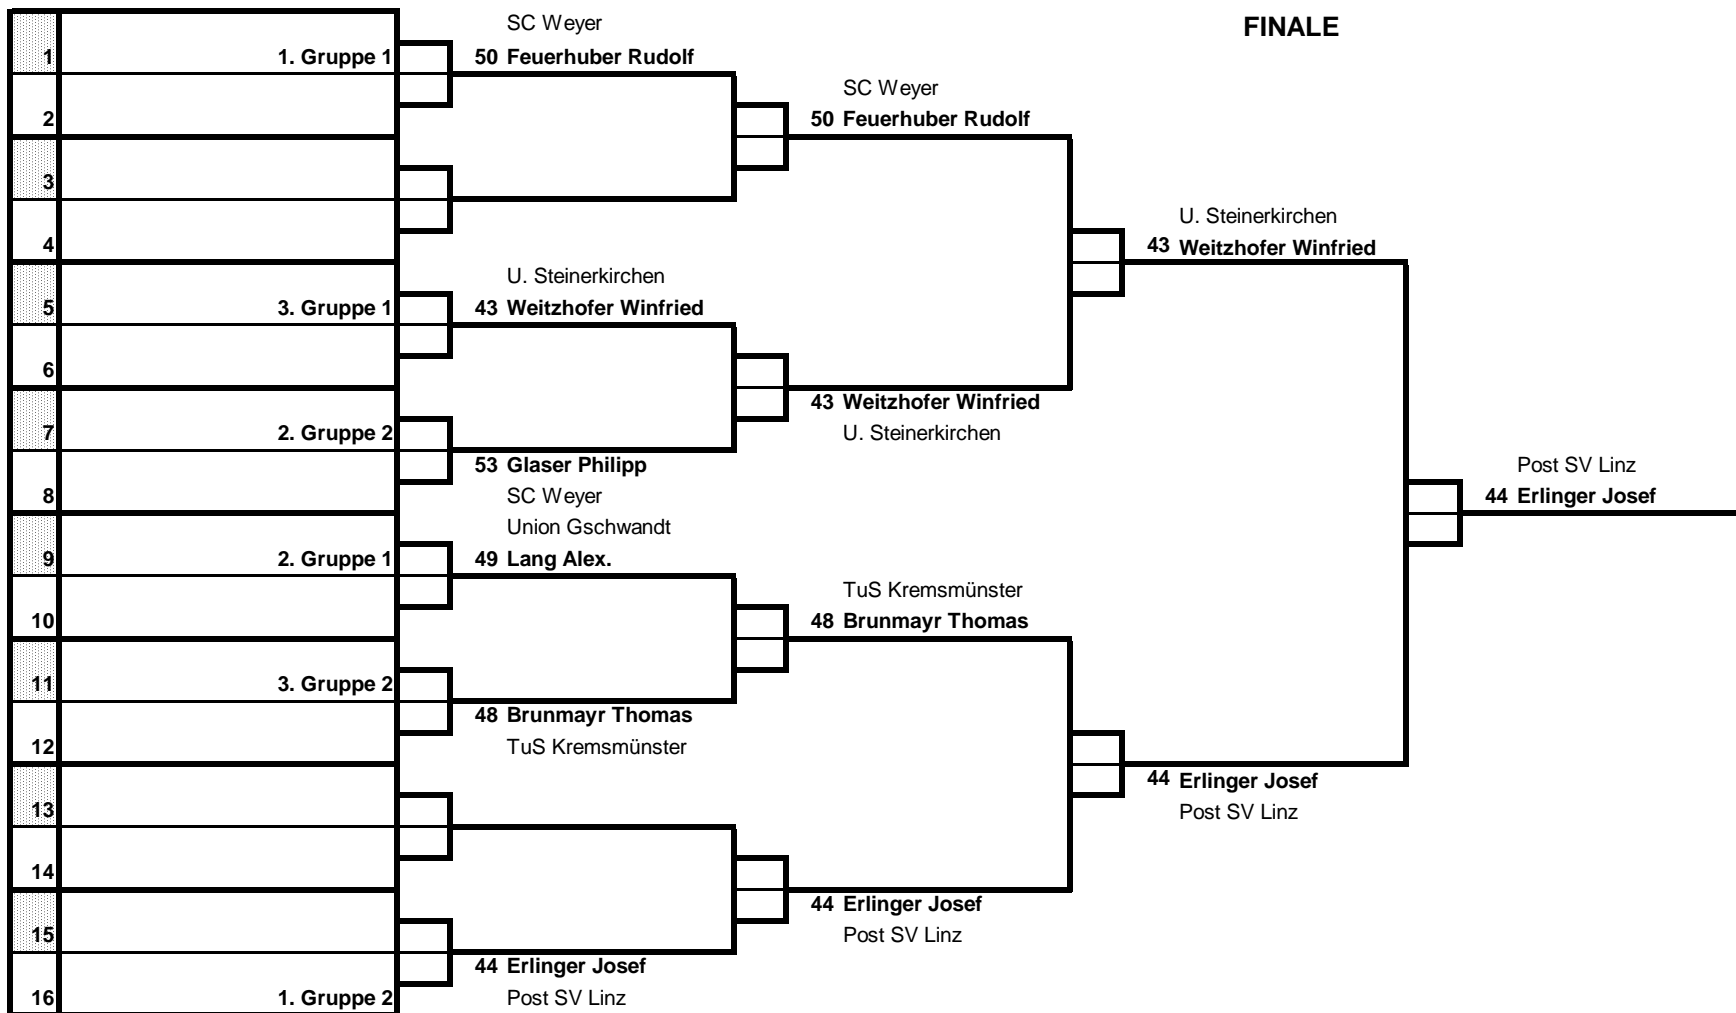 SC Weyer
FINALE
1 1. Gruppe 1 50 Feuerhuber Rudolf
SC Weyer
2 50 Feuerhuber Rudolf
3
U. Steinerkirchen
4 43 Weitzhofer Winfried
U. Steinerkirchen
5 3. Gruppe 1 43 Weitzhofer Winfried
6
43 Weitzhofer Winfried
7 2. Gruppe 2 U. Steinerkirchen
53 Glaser Philipp Post SV Linz
8 SC Weyer 44 Erlinger Josef
Union Gschwandt
9 2. Gruppe 1 49 Lang Alex.
TuS Kremsmünster
10 48 Brunmayr Thomas
11 3. Gruppe 2
48 Brunmayr Thomas
12 TuS Kremsmünster
44 Erlinger Josef
13 Post SV Linz
14
44 Erlinger Josef
15 Post SV Linz
44 Erlinger Josef
16 1. Gruppe 2 Post SV Linz